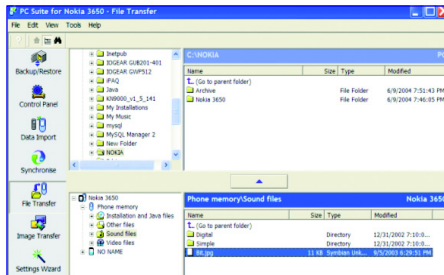 PC Suite for Nokia 3650 - File Transfer
File Edit View Tools Help
Backup/Restore
Control Panel
Data Import
Synchronise
File Transfer
Image Transfer
Settings Wizard
Inetpub
IOGEAR GUB201-401
IOGEAR GWP512
iPAQ
Java
KN9000_v1_5_141
My Installations
My Music
mysql
MySQL Manager 2
New Folder
NOKIA
C:\NOKIA PC
Name Size Type Modified
(Go to parent folder)
Archive File Folder 6/9/2004 7:51:43 PM
Nokia 3650 File Folder 6/9/2004 7:46:05 PM
Nokia 3650
Phone memory
Installation and Java files
Other files
Sound files
Video files
NO NAME
Phone memory\Sound files Nokia 365
Name Size Type Modified
(Go to parent folder)
Digital Directory 12/31/2002 7:10:0...
Simple Directory 12/31/2002 7:10:0...
11 KB Symbian Unk... 9/5/2003 6:29:51 PM